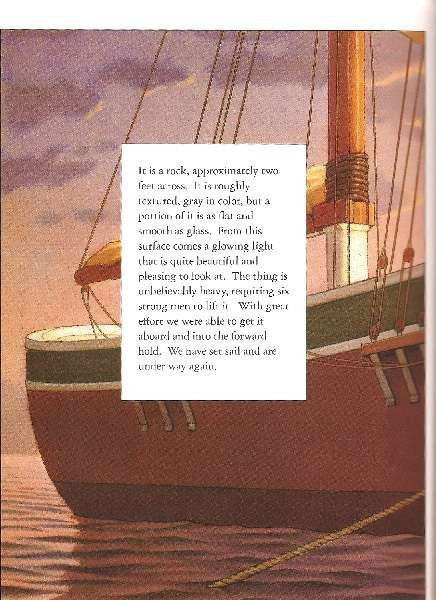 It is a rock, approximately two
feet across. It is roughly
textured, gray in color, but a
portion of it is as flat and
smooth as glass. From this
surface comes a glowing light
that is quite beautiful and
pleasing to look at. The thing is
unbelievably heavy, requiring six
strong men to lift it. With great
effort we were able to get it
aboard and into the forward
hold. We have set sail and are
under way again.